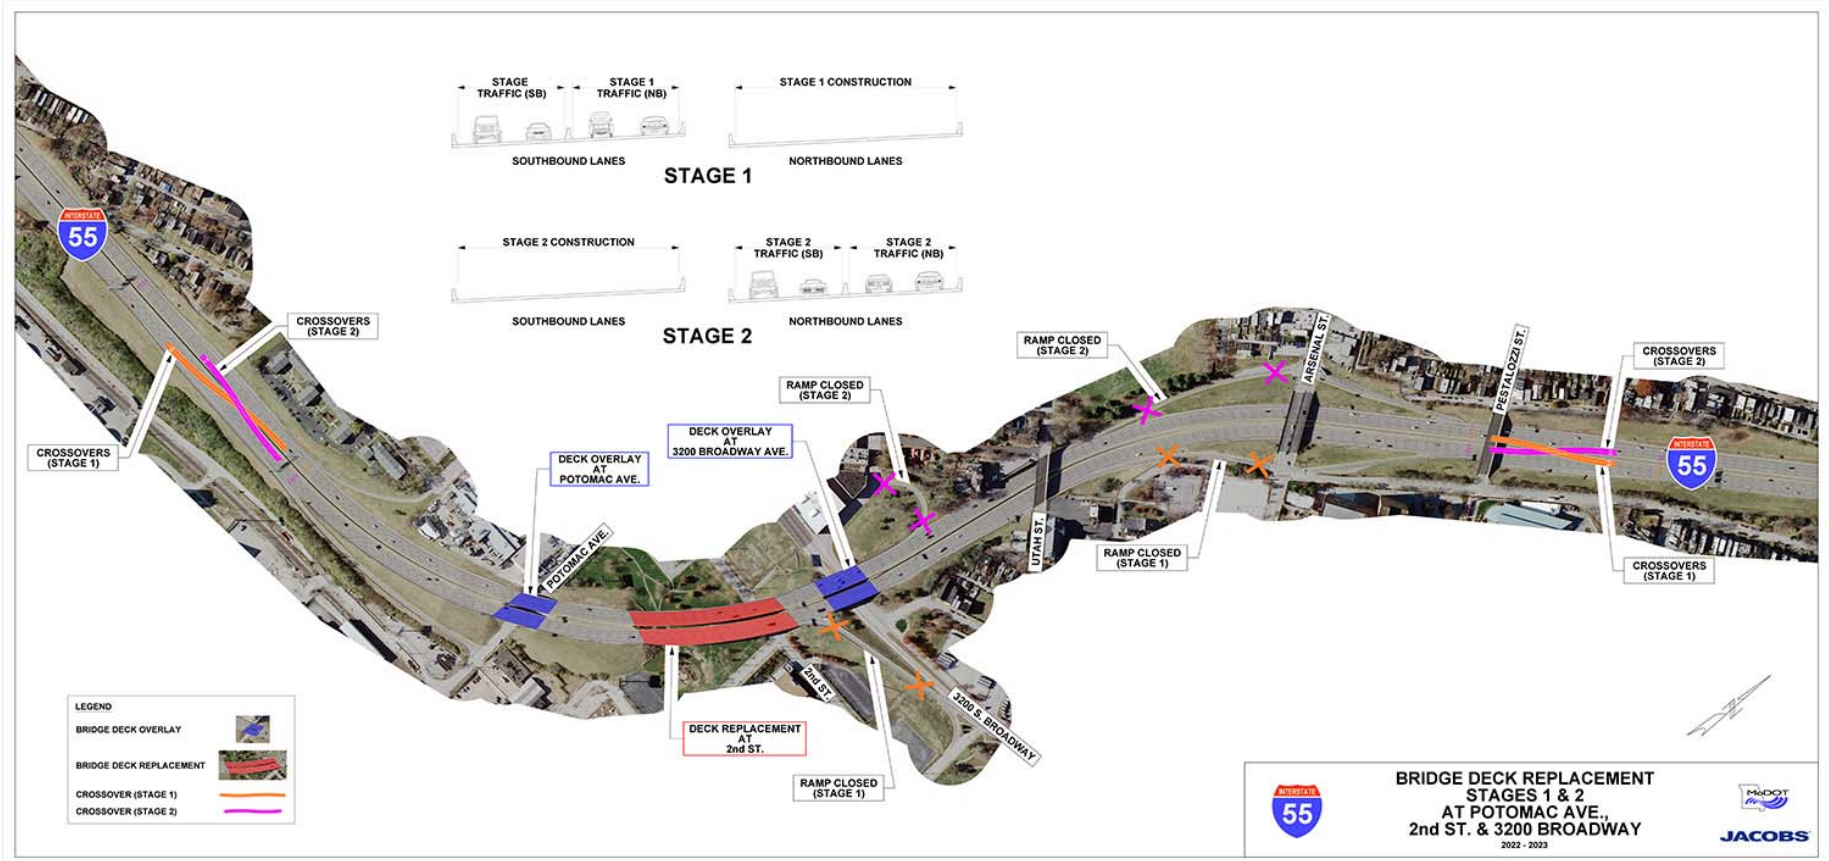 STAGE
TRAFFIC (SB)
STAGE 1
TRAFFIC (NB)
STAGE 1 CONSTRUCTION
SOUTHBOUND LANES
NORTHBOUND LANES
STAGE 1
STAGE 2 CONSTRUCTION
STAGE 2
TRAFFIC (SB)
STAGE 2
TRAFFIC (NB)
SOUTHBOUND LANES
NORTHBOUND LANES
STAGE 2
INTERSTATE
55
CROSSOVERS
(STAGE 2)
CROSSOVERS
(STAGE 1)
DECK OVERLAY
AT
POTOMAC AVE.
POTOMAC AVE.
DECK OVERLAY
AT
3200 BROADWAY AVE.
RAMP CLOSED
(STAGE 2)
RAMP CLOSED
(STAGE 2)
ARSENAL ST.
PESTALOZZI ST.
CROSSOVERS
(STAGE 2)
INTERSTATE
55
UTAH ST.
RAMP CLOSED
(STAGE 1)
CROSSOVERS
(STAGE 1)
2nd ST.
3200 S. BROADWAY
DECK REPLACEMENT
AT
2nd ST.
RAMP CLOSED
(STAGE 1)
LEGEND
BRIDGE DECK OVERLAY
BRIDGE DECK REPLACEMENT
CROSSOVER (STAGE 1)
CROSSOVER (STAGE 2)
INTERSTATE
55
BRIDGE DECK REPLACEMENT
STAGES 1 & 2
AT POTOMAC AVE.,
2nd ST. & 3200 BROADWAY
2022 - 2023
MoDOT
JACOBS